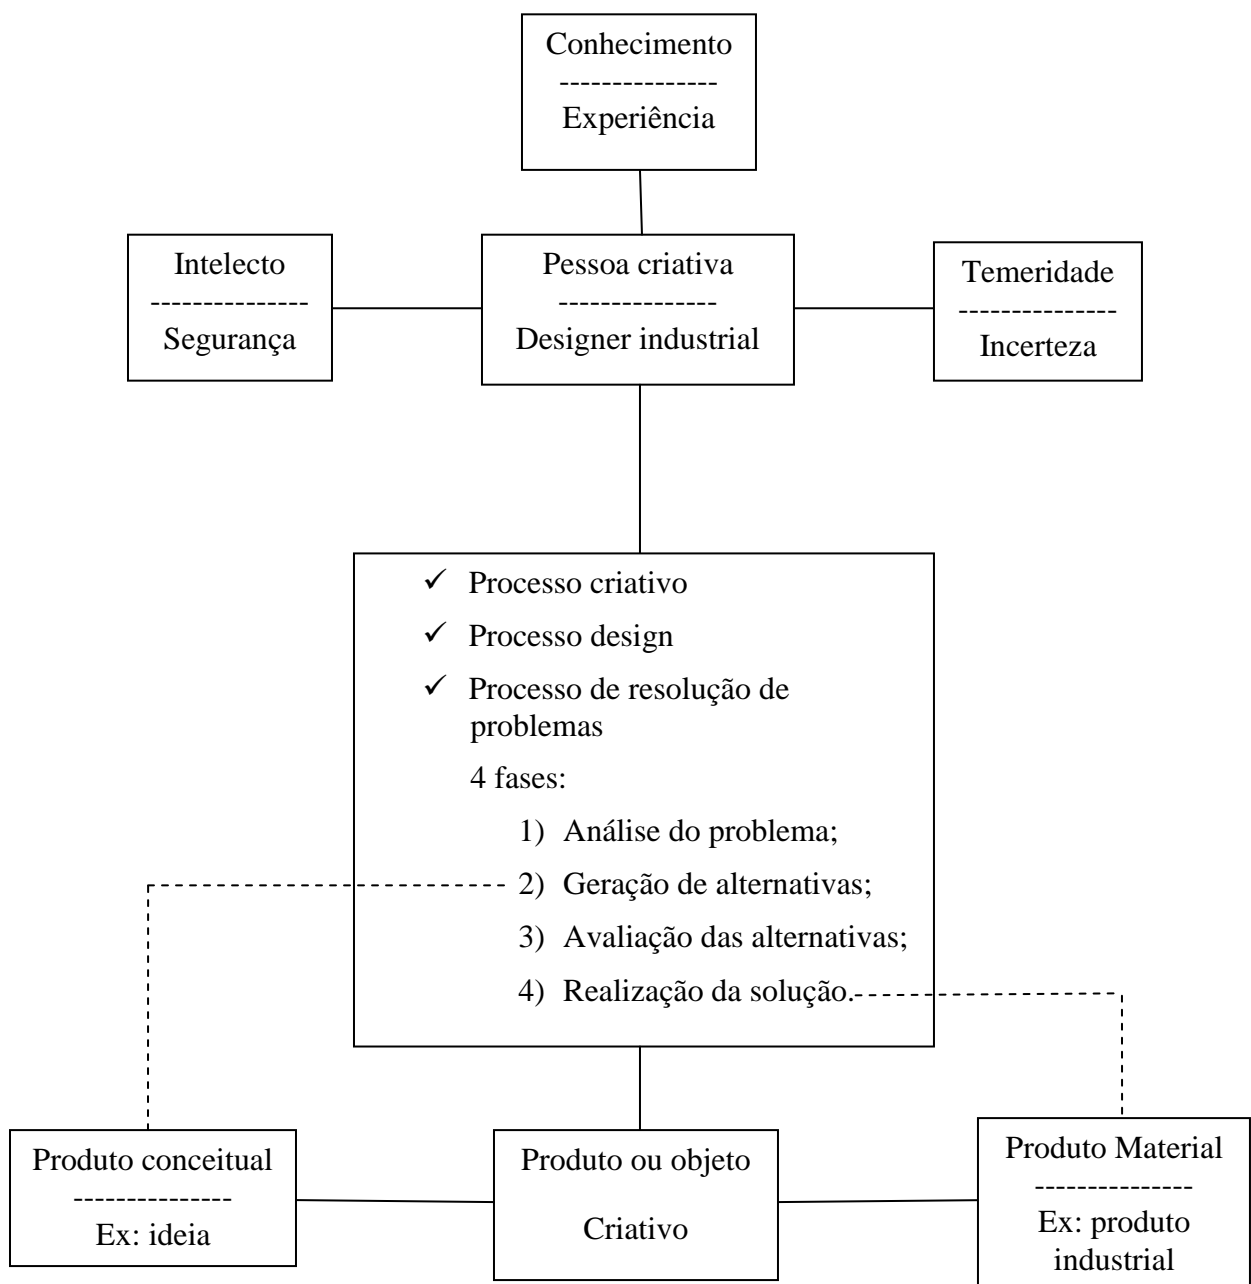 Conhecimento
---------------
Experiência
Intelecto
---------------
Segurança
Pessoa criativa
---------------
Designer industrial
Temeridade
---------------
Incerteza
✓ Processo criativo
✓ Processo design
✓ Processo de resolução de
problemas
4 fases:
1) Análise do problema;
2) Geração de alternativas;
3) Avaliação das alternativas;
4) Realização da solução.
Produto conceitual
---------------
Ex: ideia
Produto ou objeto
Criativo
Produto Material
---------------
Ex: produto
industrial